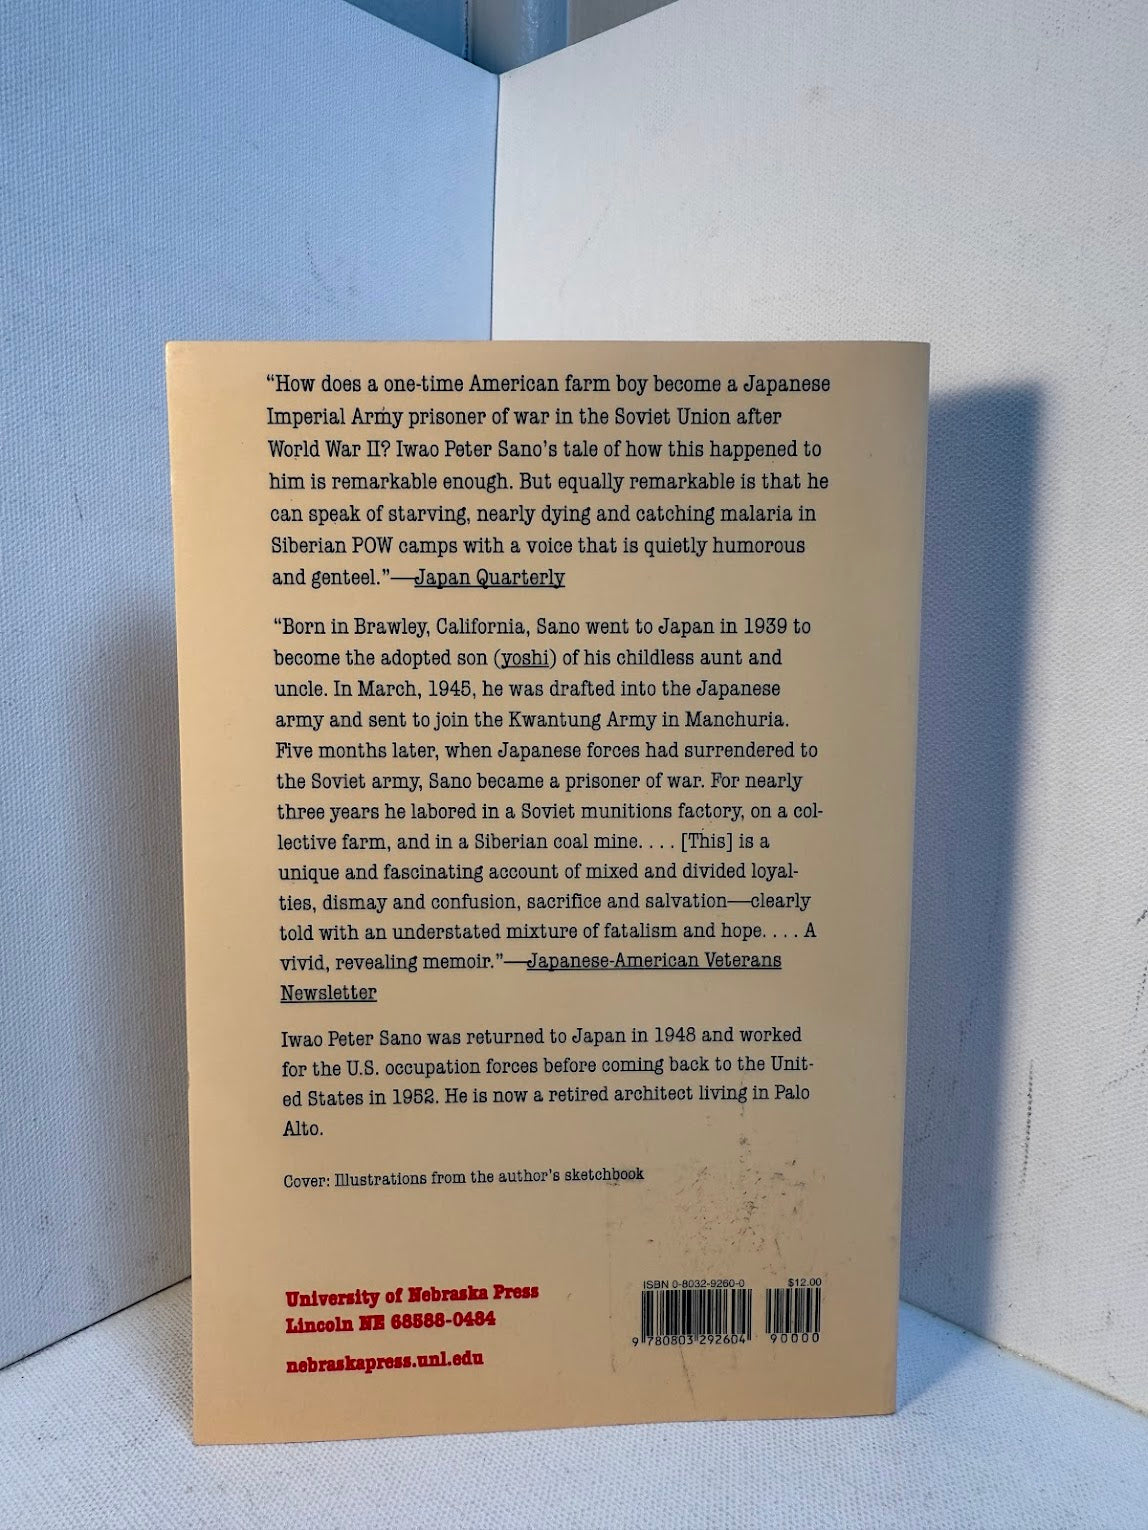 “How does a one-time American farm boy become a Japanese
Imperial Army prisoner of war in the Soviet Union after
World War II? Iwao Peter Sano’s tale of how this happened to
him is remarkable enough. But equally remarkable is that he
can speak of starving, nearly dying and catching malaria in
Siberian POW camps with a voice that is quietly humorous
and genteel.”—Japan Quarterly
“Born in Brawley, California, Sano went to Japan in 1939 to
become the adopted son (yoshi) of his childless aunt and
uncle. In March, 1945, he was drafted into the Japanese
army and sent to join the Kwantung Army in Manchuria.
Five months later, when Japanese forces had surrendered to
the Soviet army, Sano became a prisoner of war. For nearly
three years he labored in a Soviet munitions factory, on a col-
lective farm, and in a Siberian coal mine. . . . [This] is a
unique and fascinating account of mixed and divided loyal-
ties, dismay and confusion, sacrifice and salvation—clearly
told with an understated mixture of fatalism and hope. . . . A
vivid, revealing memoir.”—Japanese-American Veterans
Newsletter
Iwao Peter Sano was returned to Japan in 1948 and worked
for the U.S. occupation forces before coming back to the Unit-
ed States in 1952. He is now a retired architect living in Palo
Alto.
Cover: Illustrations from the author’s sketchbook
University of Nebraska Press
Lincoln NE 68588-0484
nebraskapress.unl.edu
ISBN 0-8032-9260-0 $12.00
9 780803 292604 90000